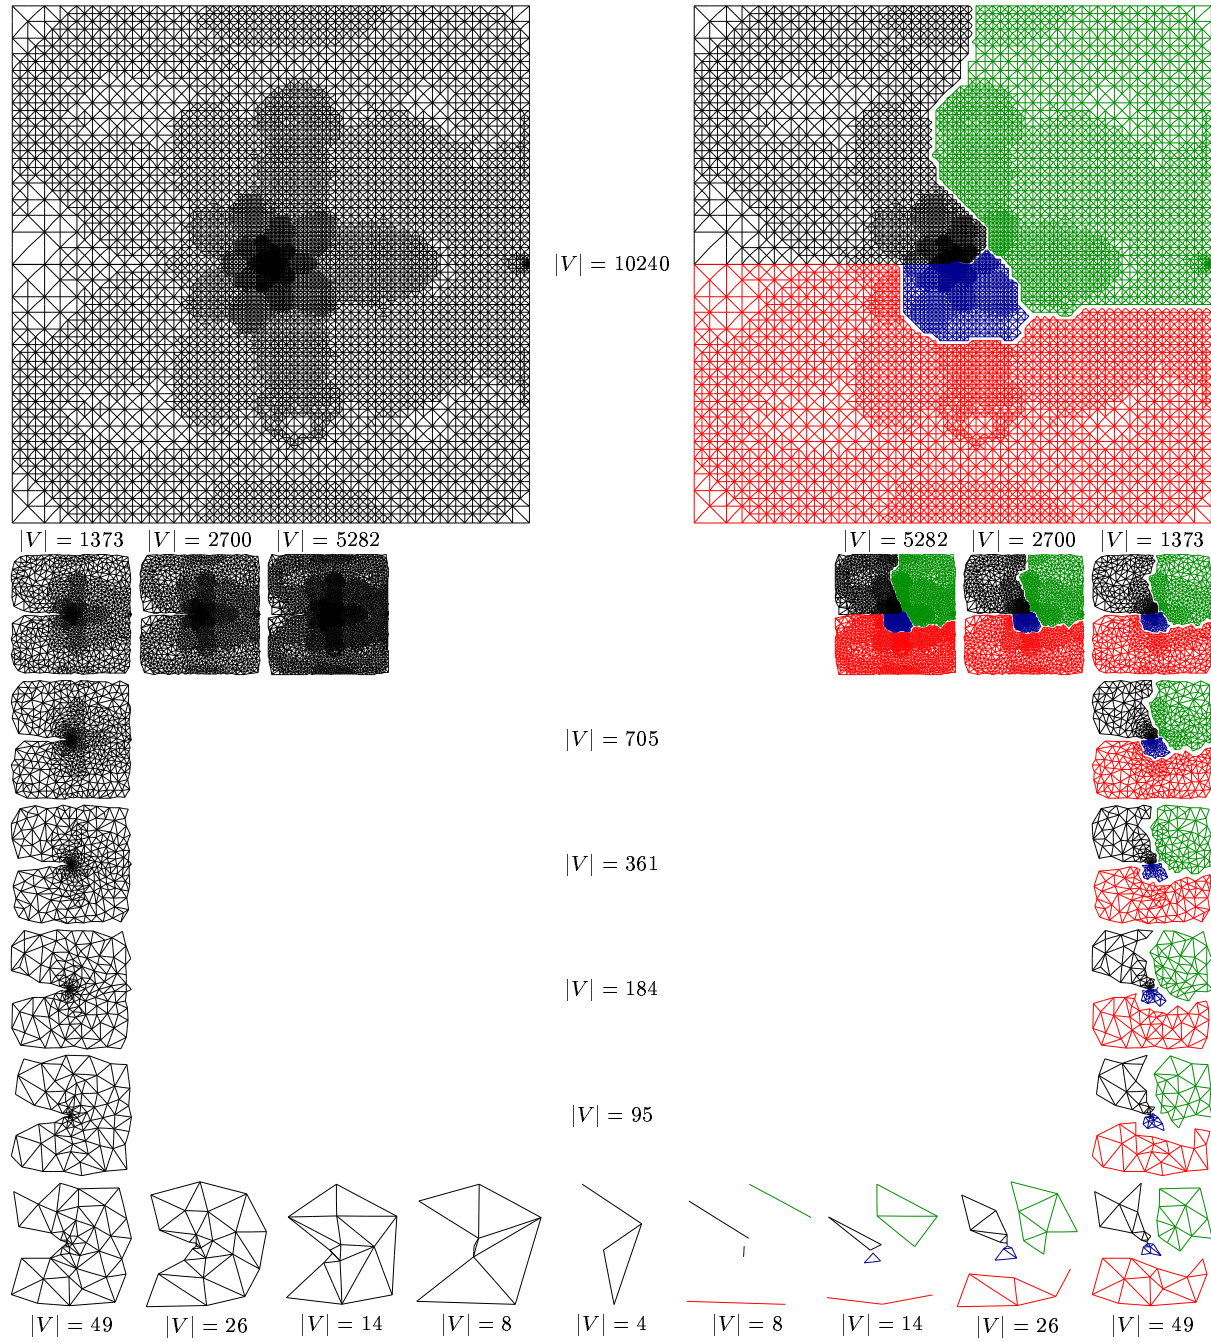 |V| = 10240
|V| = 1373 |V| = 2700 |V| = 5282 |V| = 5282 |V| = 2700 |V| = 1373
|V| = 705
|V| = 361
|V| = 184
|V| = 95
|V| = 49 |V| = 26 |V| = 14 |V| = 8 |V| = 4 |V| = 8 |V| = 14 |V| = 26 |V| = 49